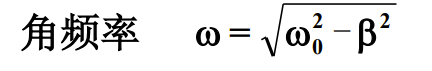 角频率 ω = √(ω₀² − β²)